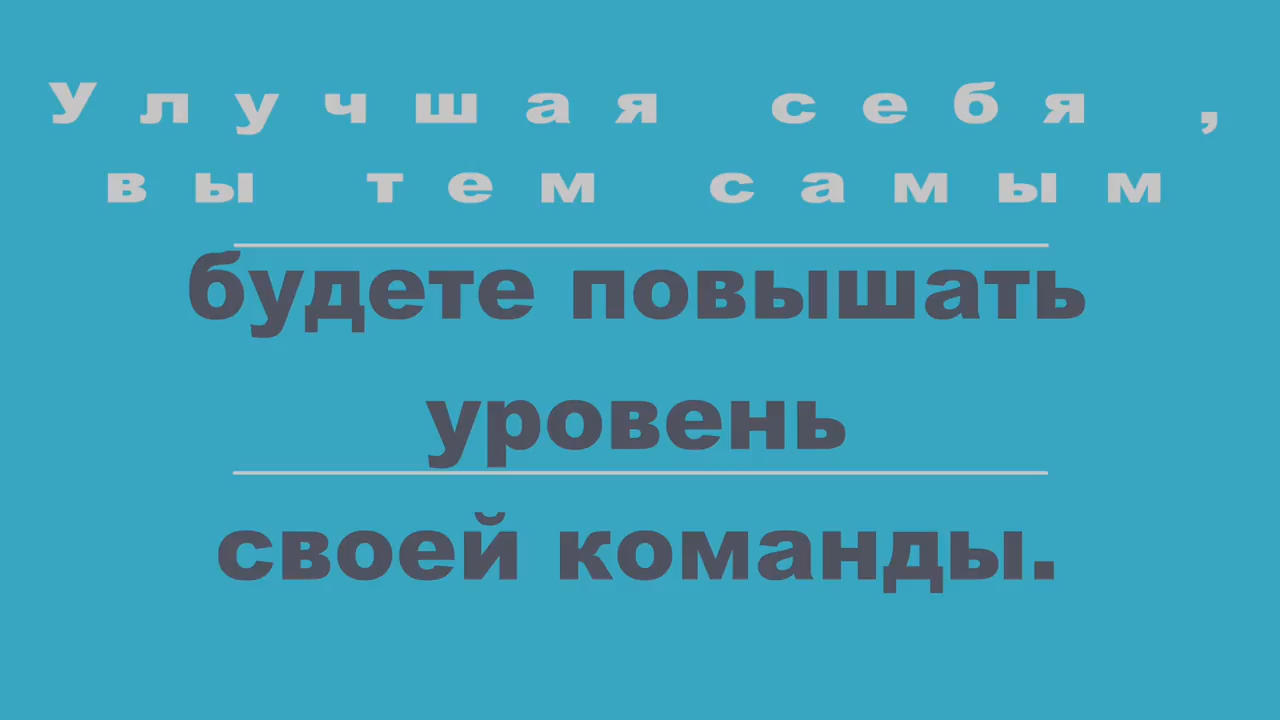 Улучшая себя ,
вы тем самым
будете повышать
уровень
своей команды.